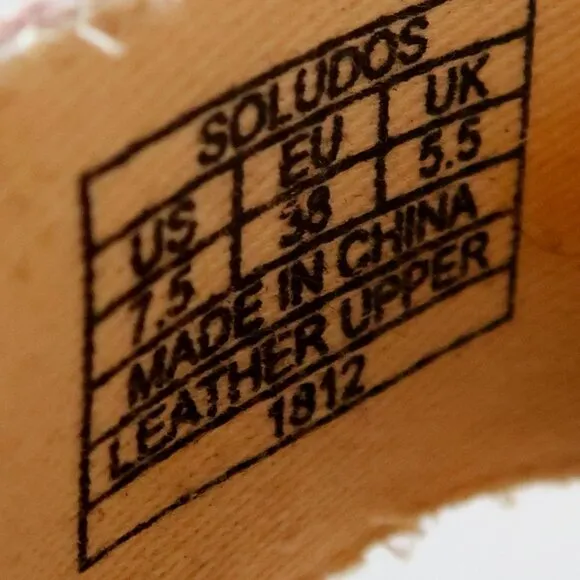 SOLUDOS
US EU UK
7.5 38 5.5
MADE IN CHINA
LEATHER UPPER
1812